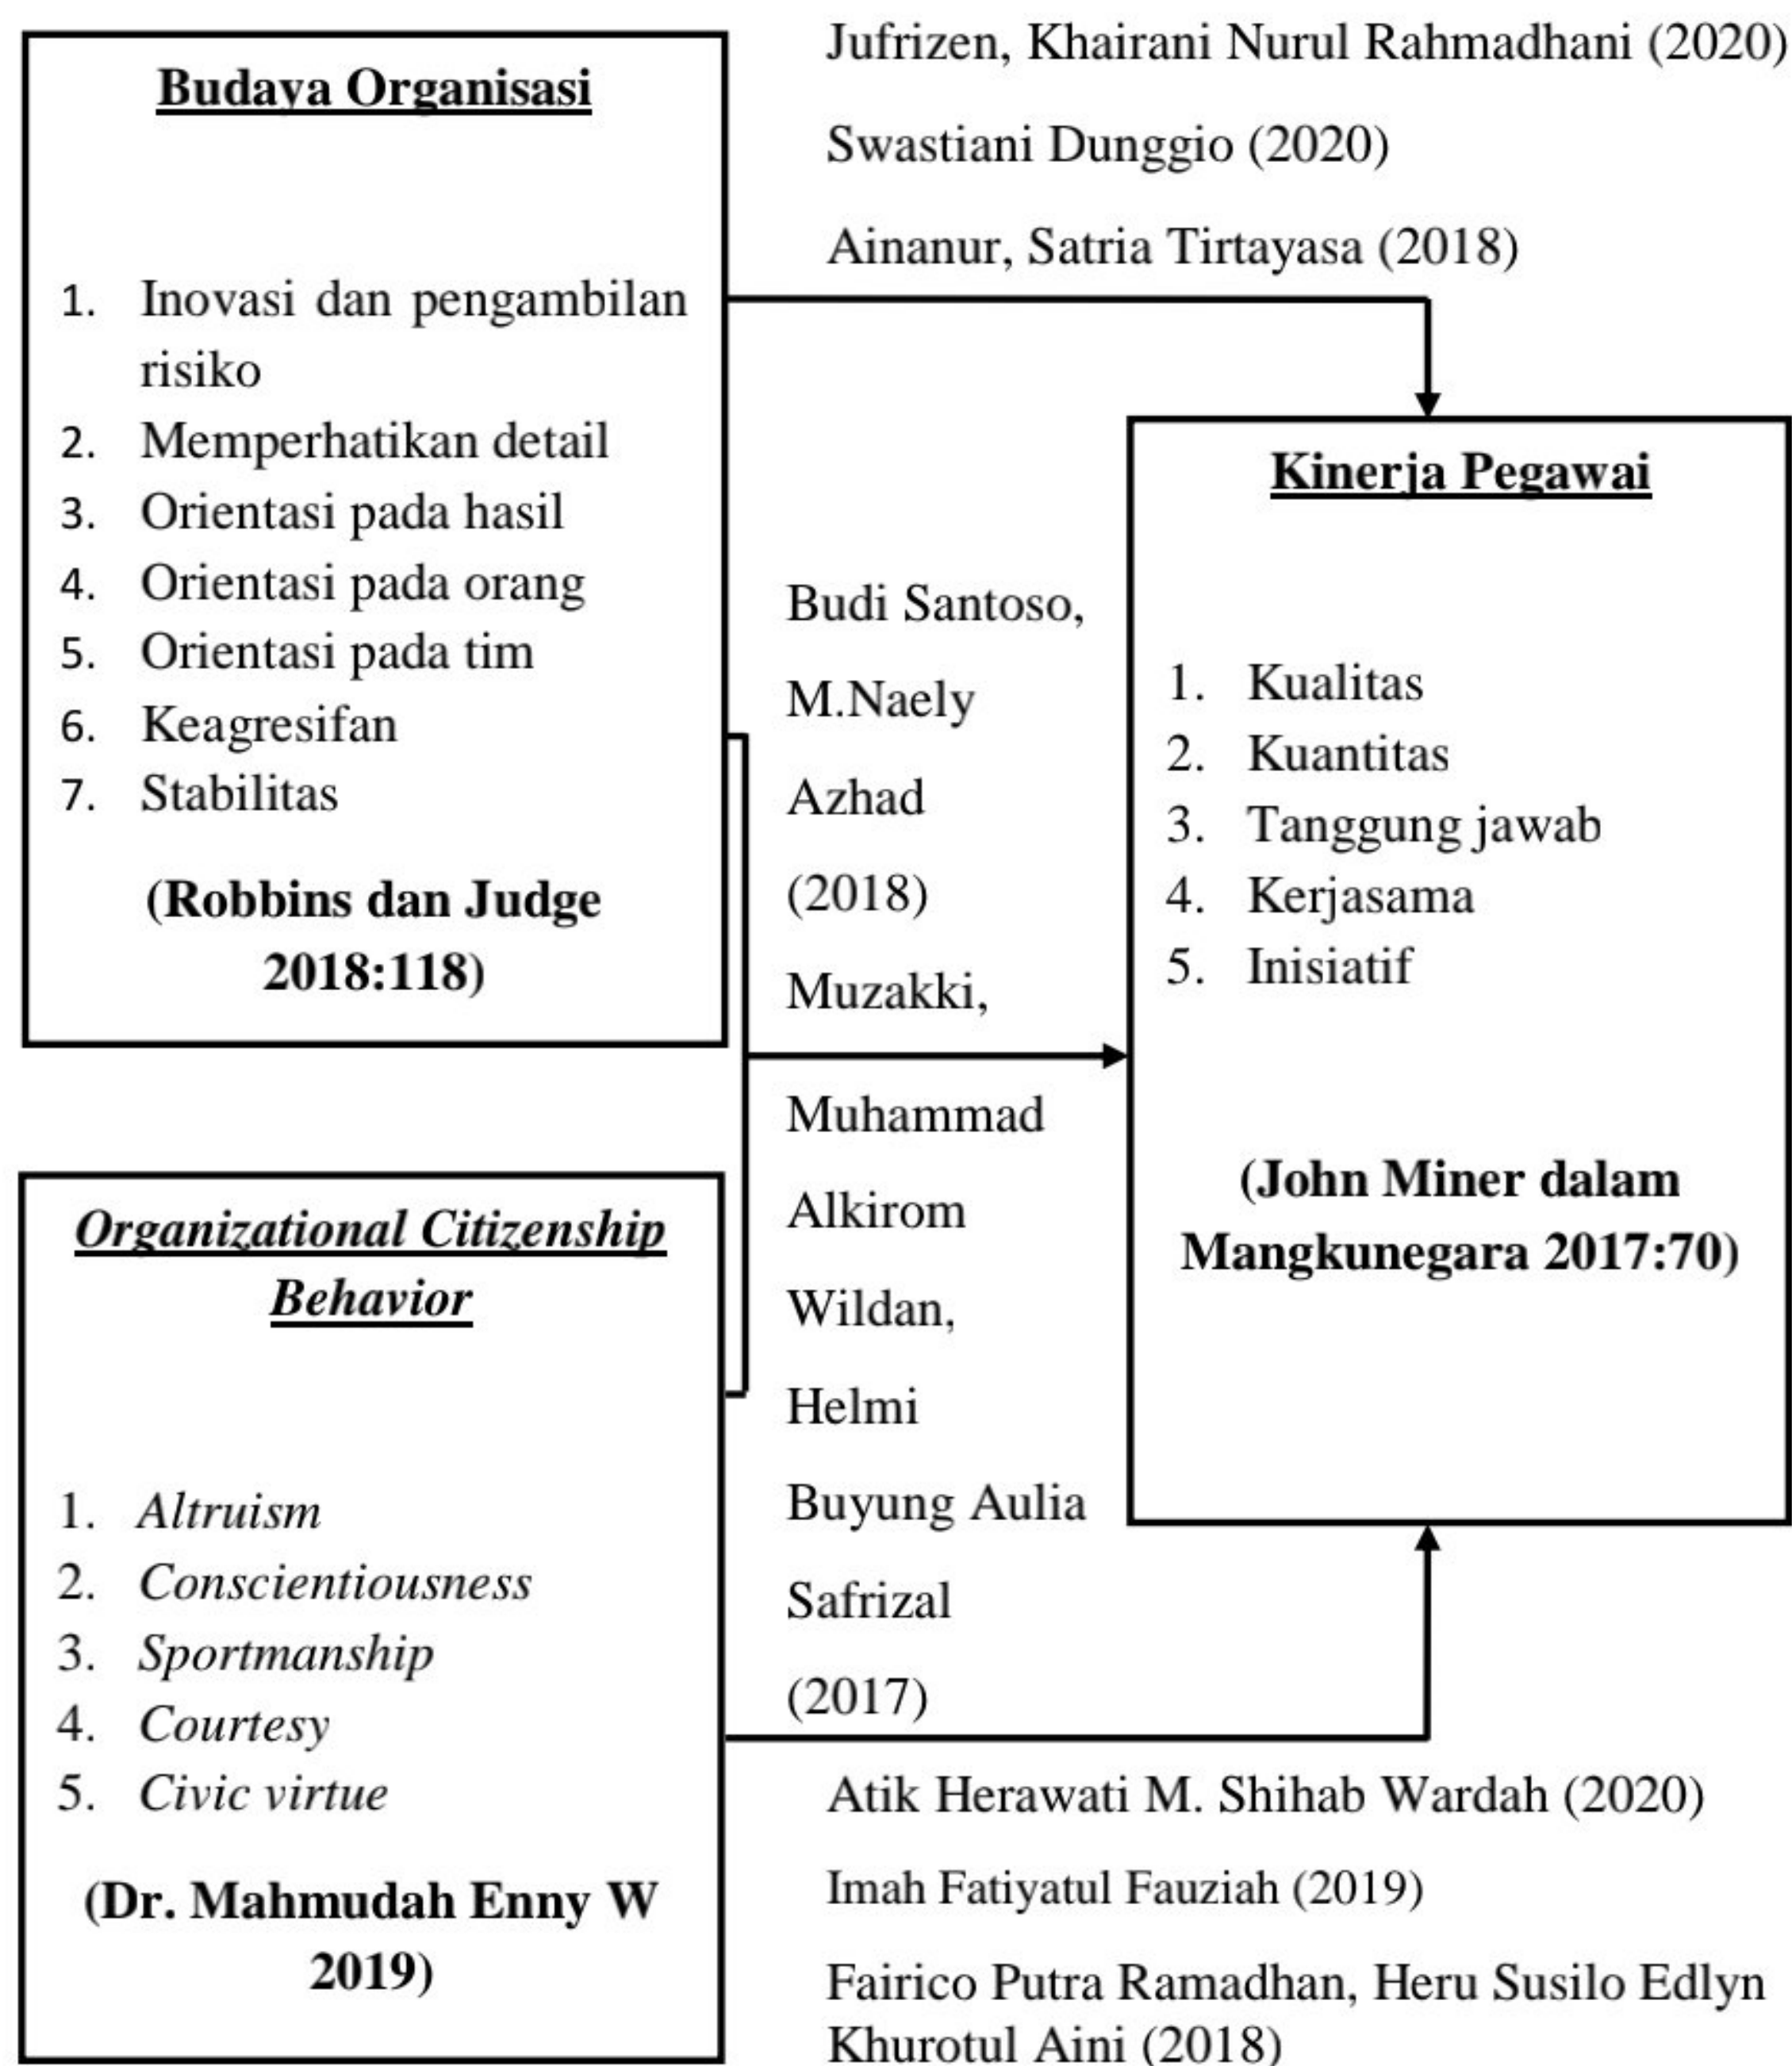 Budaya Organisasi
1. Inovasi dan pengambilan
risiko
2. Memperhatikan detail
3. Orientasi pada hasil
4. Orientasi pada orang
5. Orientasi pada tim
6. Keagresifan
7. Stabilitas
(Robbins dan Judge
2018:118)
Jufrizen, Khairani Nurul Rahmadhani (2020)
Swastiani Dunggio (2020)
Ainanur, Satria Tirtayasa (2018)
Budi Santoso,
M.Naely
Azhad
(2018)
Muzakki,
Muhammad
Alkirom
Wildan,
Helmi
Buyung Aulia
Safrizal
(2017)
Kinerja Pegawai
1. Kualitas
2. Kuantitas
3. Tanggung jawab
4. Kerjasama
5. Inisiatif
(John Miner dalam
Mangkunegara 2017:70)
Organizational Citizenship
Behavior
1. Altruism
2. Conscientiousness
3. Sportmanship
4. Courtesy
5. Civic virtue
(Dr. Mahmudah Enny W
2019)
Atik Herawati M. Shihab Wardah (2020)
Imah Fatiyatul Fauziah (2019)
Fairico Putra Ramadhan, Heru Susilo Edlyn
Khurotul Aini (2018)